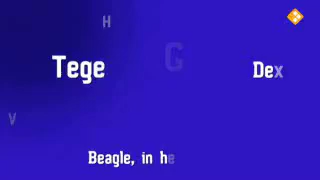 H
G
Tege
Dex
V
Beagle, in he